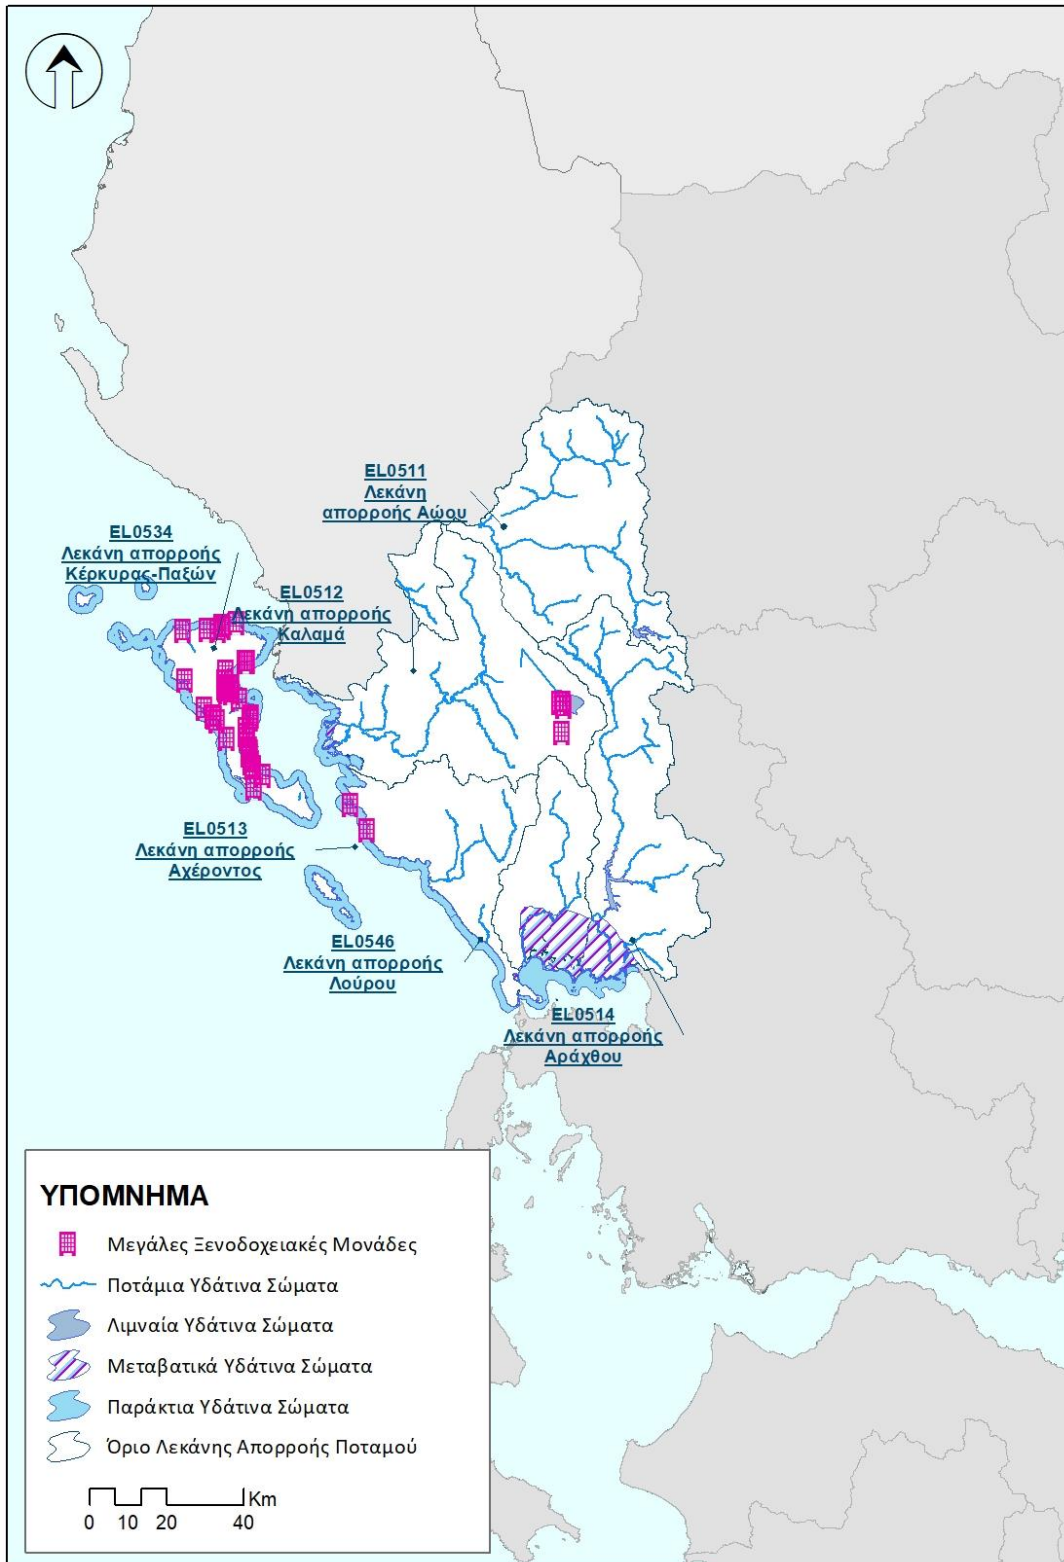 EL0511
Λεκάνη
απορροής Αώου
EL0534
Λεκάνη απορροής
Κέρκυρας-Παξών
EL0512
Λεκάνη απορροής
Καλαμά
EL0513
Λεκάνη απορροής
Αχέροντος
EL0546
Λεκάνη απορροής
Λούρου
EL0514
Λεκάνη απορροής
Αράχθου
ΥΠΟΜΝΗΜΑ
Μεγάλες Ξενοδοχειακές Μονάδες
Ποτάμια Υδάτινα Σώματα
Λιμναία Υδάτινα Σώματα
Μεταβατικά Υδάτινα Σώματα
Παράκτια Υδάτινα Σώματα
Όριο Λεκάνης Απορροής Ποταμού
Km
0 10 20 40